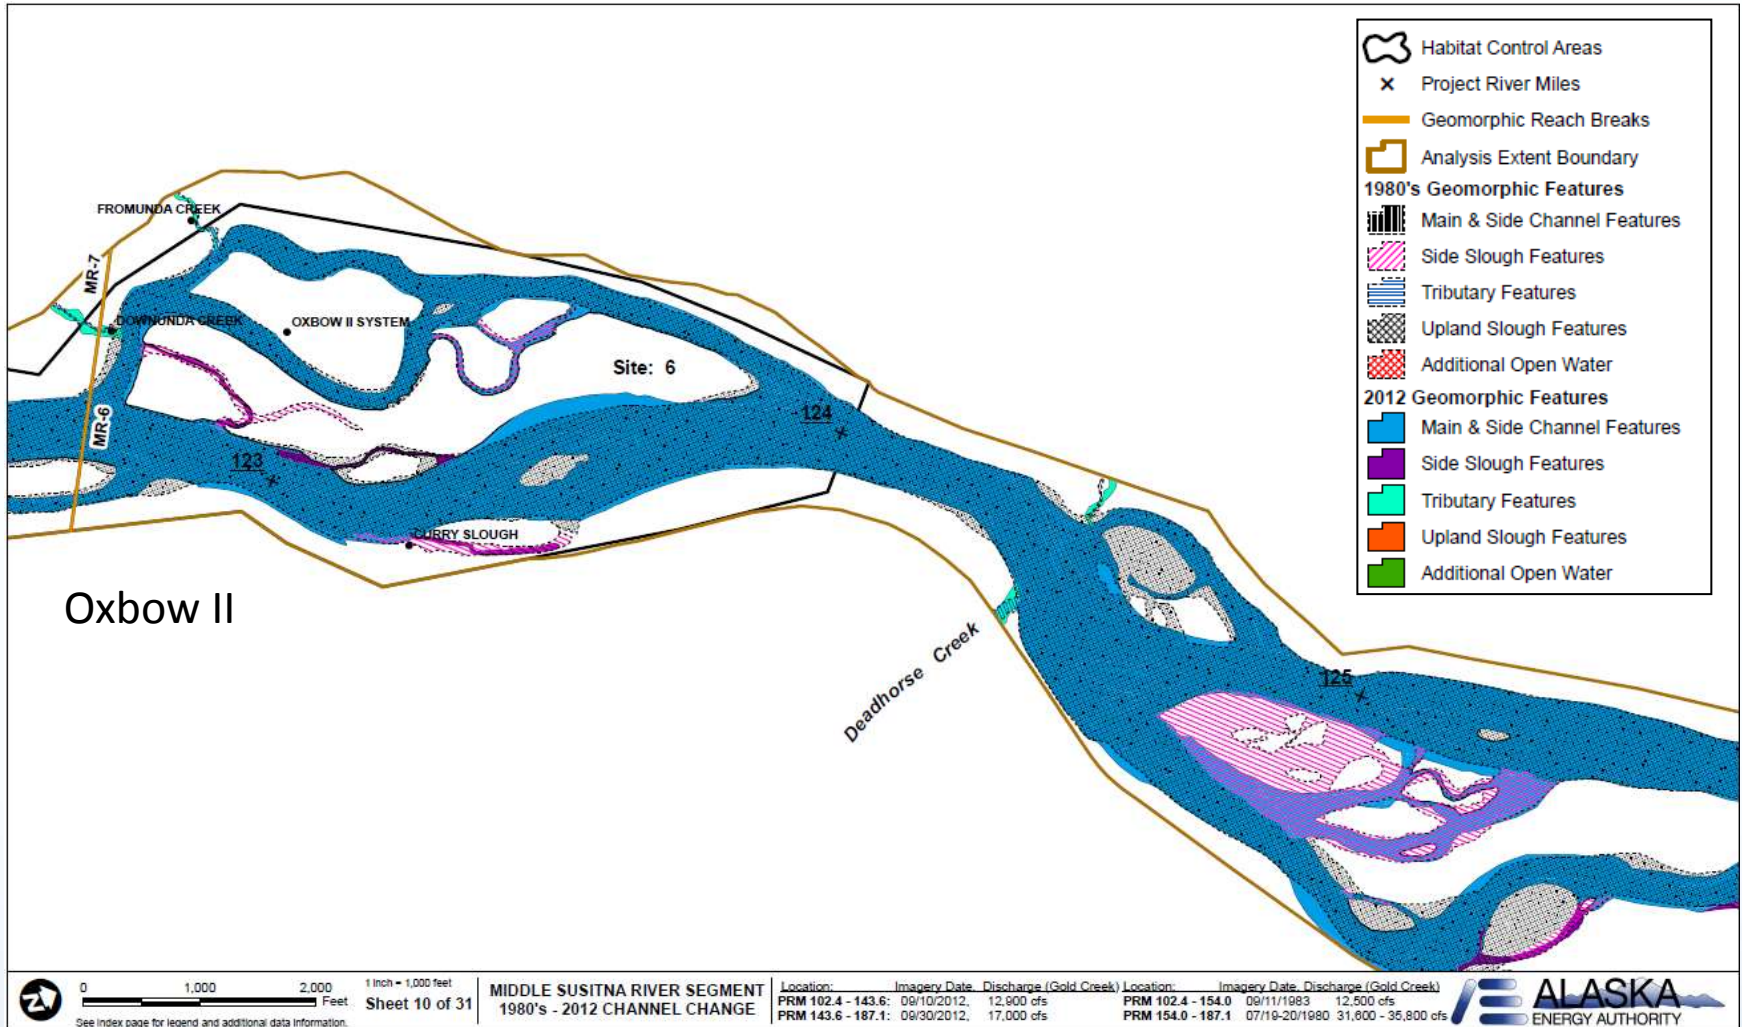 Habitat Control Areas
Project River Miles
Geomorphic Reach Breaks
Analysis Extent Boundary
1980's Geomorphic Features
Main & Side Channel Features
Side Slough Features
Tributary Features
Upland Slough Features
Additional Open Water
2012 Geomorphic Features
Main & Side Channel Features
Side Slough Features
Tributary Features
Upland Slough Features
Additional Open Water
FROMUNDA CREEK
MR-7
DOWNUNDA CREEK
OXBOW II SYSTEM
Site: 6
MR-6
124
123
CURRY SLOUGH
Oxbow II
Deadhorse Creek
125
N
0 1,000 2,000
Feet
See Index page for legend and additional data information.
1 inch = 1,000 feet
Sheet 10 of 31
MIDDLE SUSITNA RIVER SEGMENT
1980's - 2012 CHANNEL CHANGE
Location: Imagery Date, Discharge (Gold Creek)
PRM 102.4 - 143.6: 09/10/2012, 12,900 cfs
PRM 143.6 - 187.1: 09/30/2012, 17,000 cfs
Location: Imagery Date, Discharge (Gold Creek)
PRM 102.4 - 154.0 09/11/1983 12,500 cfs
PRM 154.0 - 187.1 07/19-20/1980 31,600 - 35,800 cfs
ALASKA
ENERGY AUTHORITY